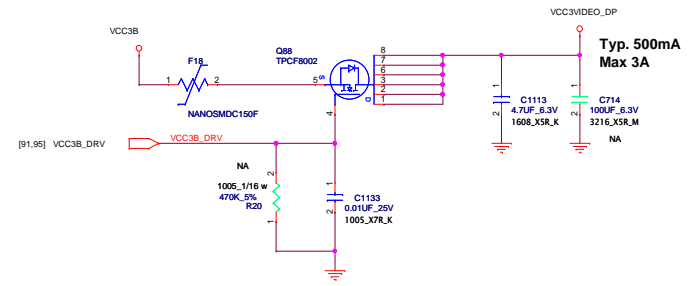 VCC3B
VCC3VIDEO_DP
Typ. 500mA
Max 3A
F18
1
2
NANOSMDC150F
Q88
TPCF8002
5
S
D
4
8
7
6
3
2
1
1
2
C1113
4.7UF_6.3V
1608_X5R_K
1
2
C714
100UF_6.3V
3216_X5R_M
NA
[91,95] VCC3B_DRV
VCC3B_DRV
NA
1005_1/16 w
470K_5%
R20
2
1
1
2
C1133
0.01UF_25V
1005_X7R_K